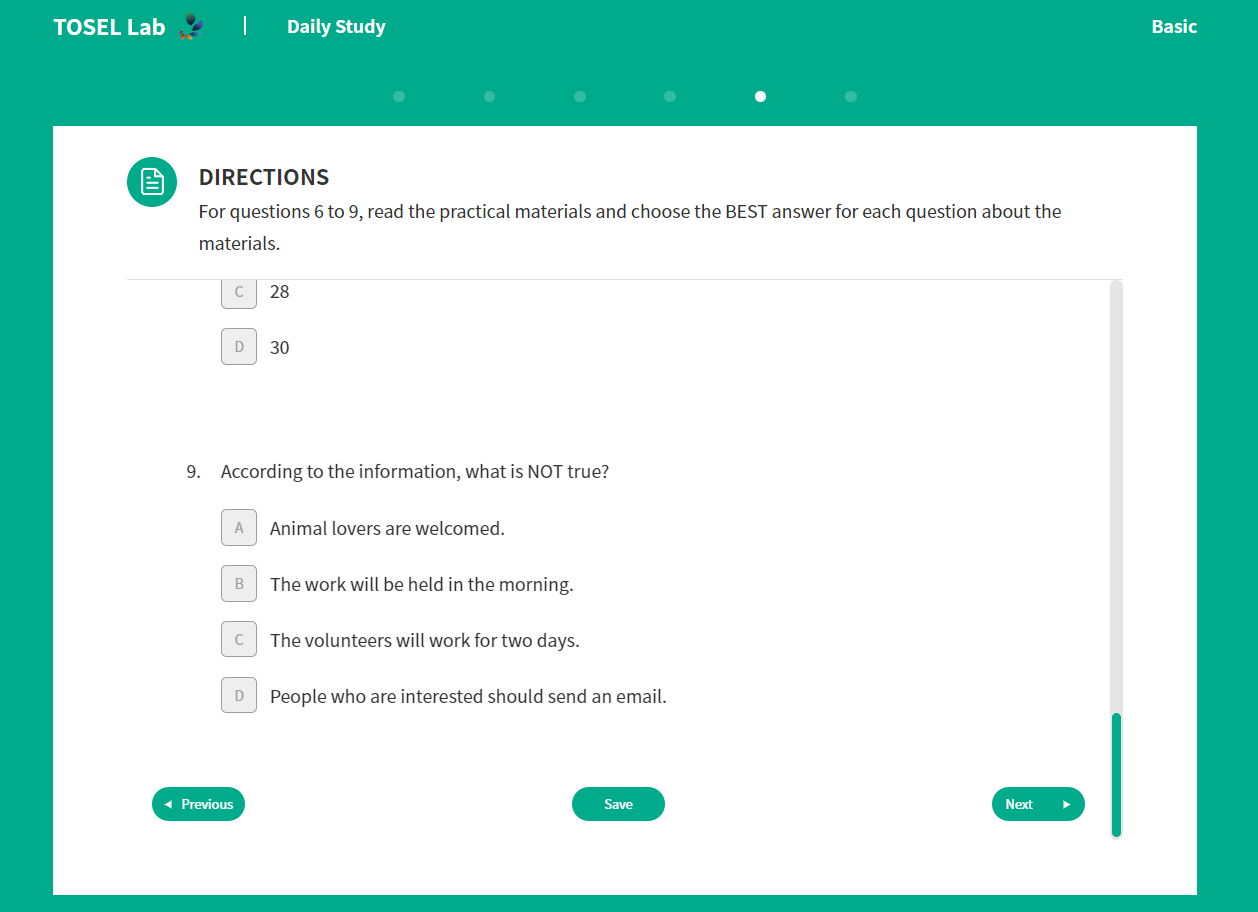 TOSEL Lab | Daily Study Basic
DIRECTIONS
For questions 6 to 9, read the practical materials and choose the BEST answer for each question about the
materials.
C 28
D 30
9. According to the information, what is NOT true?
A Animal lovers are welcomed.
B The work will be held in the morning.
C The volunteers will work for two days.
D People who are interested should send an email.
◄ Previous Save Next ►